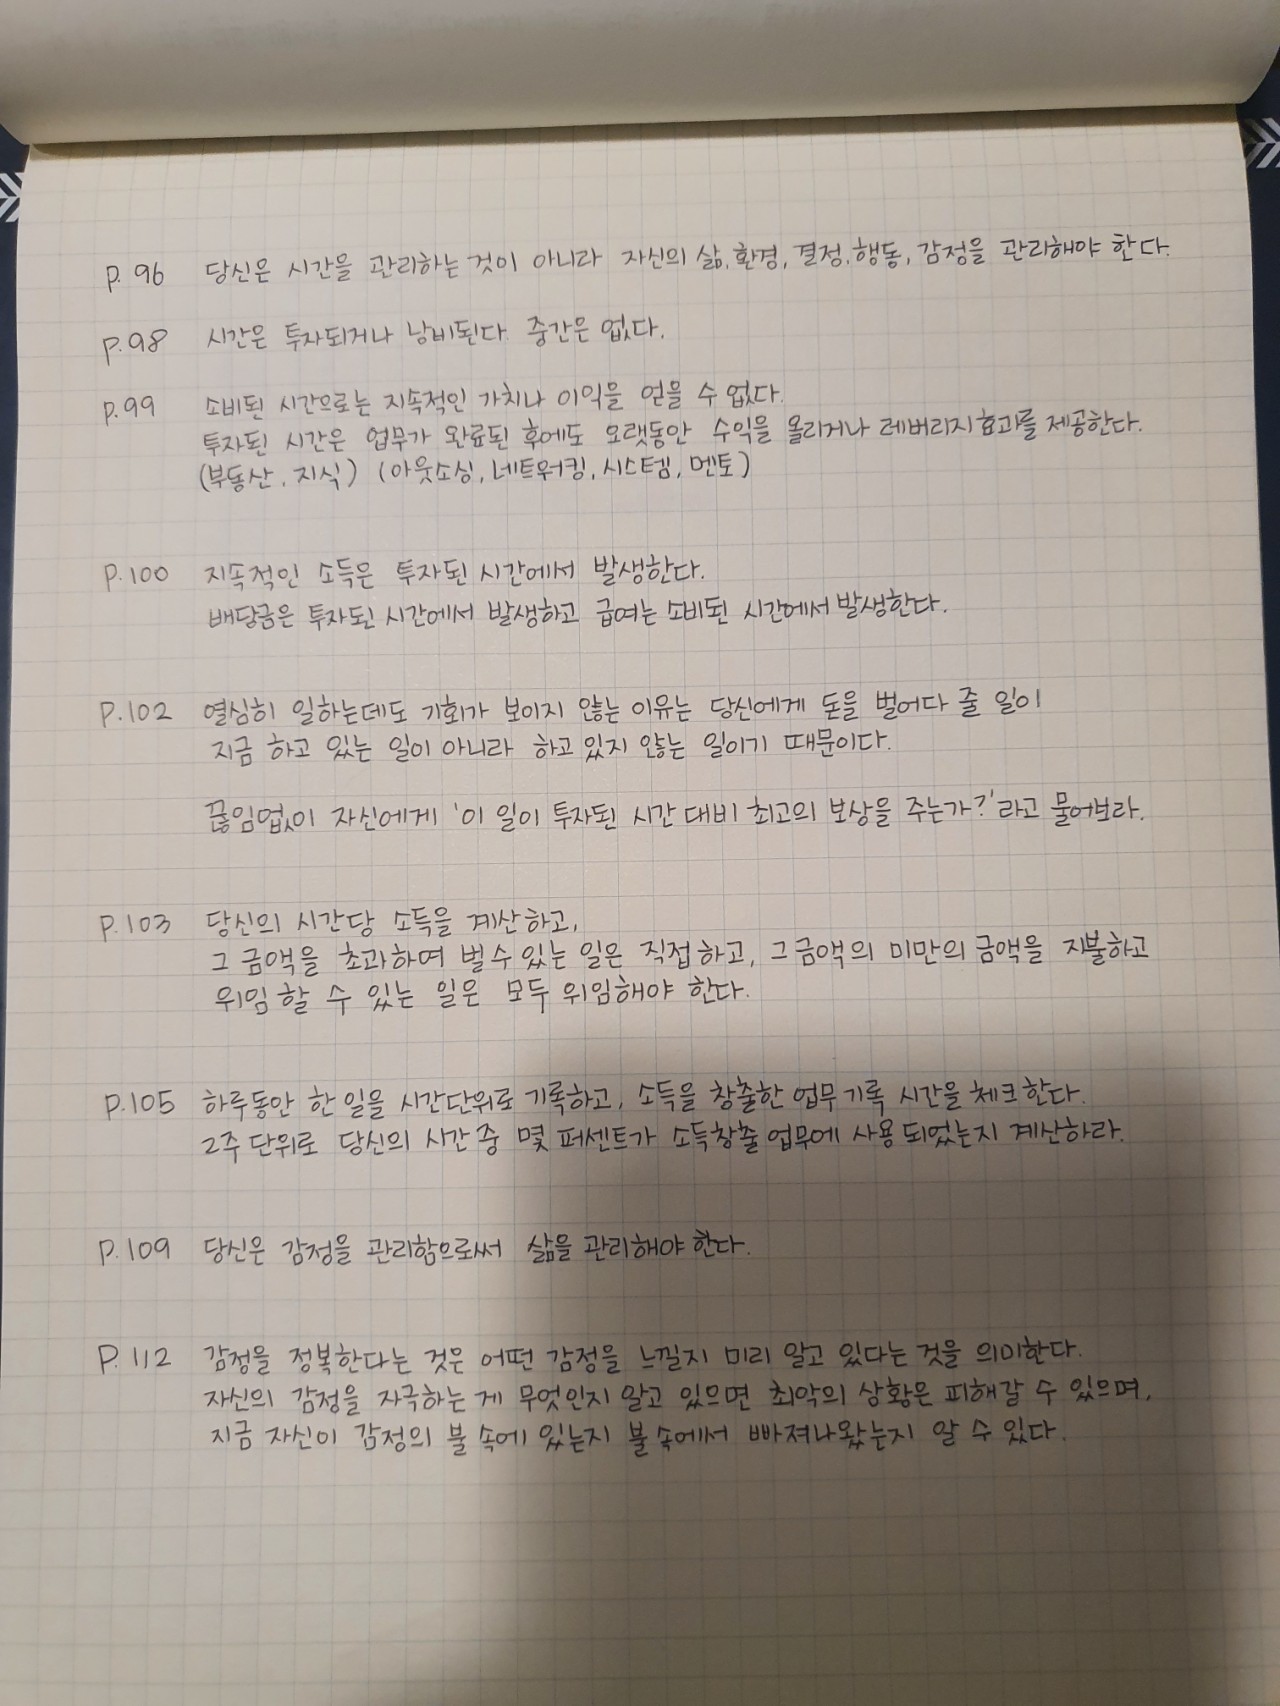 P. 96 당신은 시간을 관리하는 것이 아니라 자신의 삶, 환경, 결정, 행동, 감정을 관리해야 한다.
P.98 시간은 투자되거나 낭비된다. 중간은 없다.
P.99 소비된 시간으로는 지속적인 가치나 이익을 얻을 수 없다.
투자된 시간은 업무가 완료된 후에도 오랫동안 수익을 올리거나 레버리지 효과를 제공한다.
(부동산, 지식) (아웃소싱, 네트워킹, 시스템, 멘토)
P.100 지속적인 소득은 투자된 시간에서 발생한다.
배당금은 투자된 시간에서 발생하고 급여는 소비된 시간에서 발생한다.
P.102 열심히 일하는데도 기회가 보이지 않는 이유는 당신에게 돈을 벌어다 줄 일이
지금 하고 있는 일이 아니라 하고 있지 않는 일이기 때문이다.
끊임없이 자신에게 '이 일이 투자된 시간 대비 최고의 보상을 주는가?'라고 물어보라.
P.103 당신의 시간당 소득을 계산하고,
그 금액을 초과하여 벌 수 있는 일은 직접하고, 그 금액의 미만의 금액을 지불하고
위임 할 수 있는 일은 모두 위임해야 한다.
P.105 하루동안 한 일을 시간단위로 기록하고, 소득을 창출한 업무 기록 시간을 체크한다.
2주 단위로 당신의 시간 중 몇 퍼센트가 소득창출 업무에 사용 되었는지 계산하라.
P.109 당신은 감정을 관리함으로써 삶을 관리해야 한다.
P.112 감정을 정복한다는 것은 어떤 감정을 느낄지 미리 알고 있다는 것을 의미한다.
자신의 감정을 자극하는 게 무엇인지 알고 있으면 최악의 상황은 피해갈 수 있으며,
지금 자신이 감정의 불 속에 있는지 불 속에서 빠져나왔는지 알 수 있다.